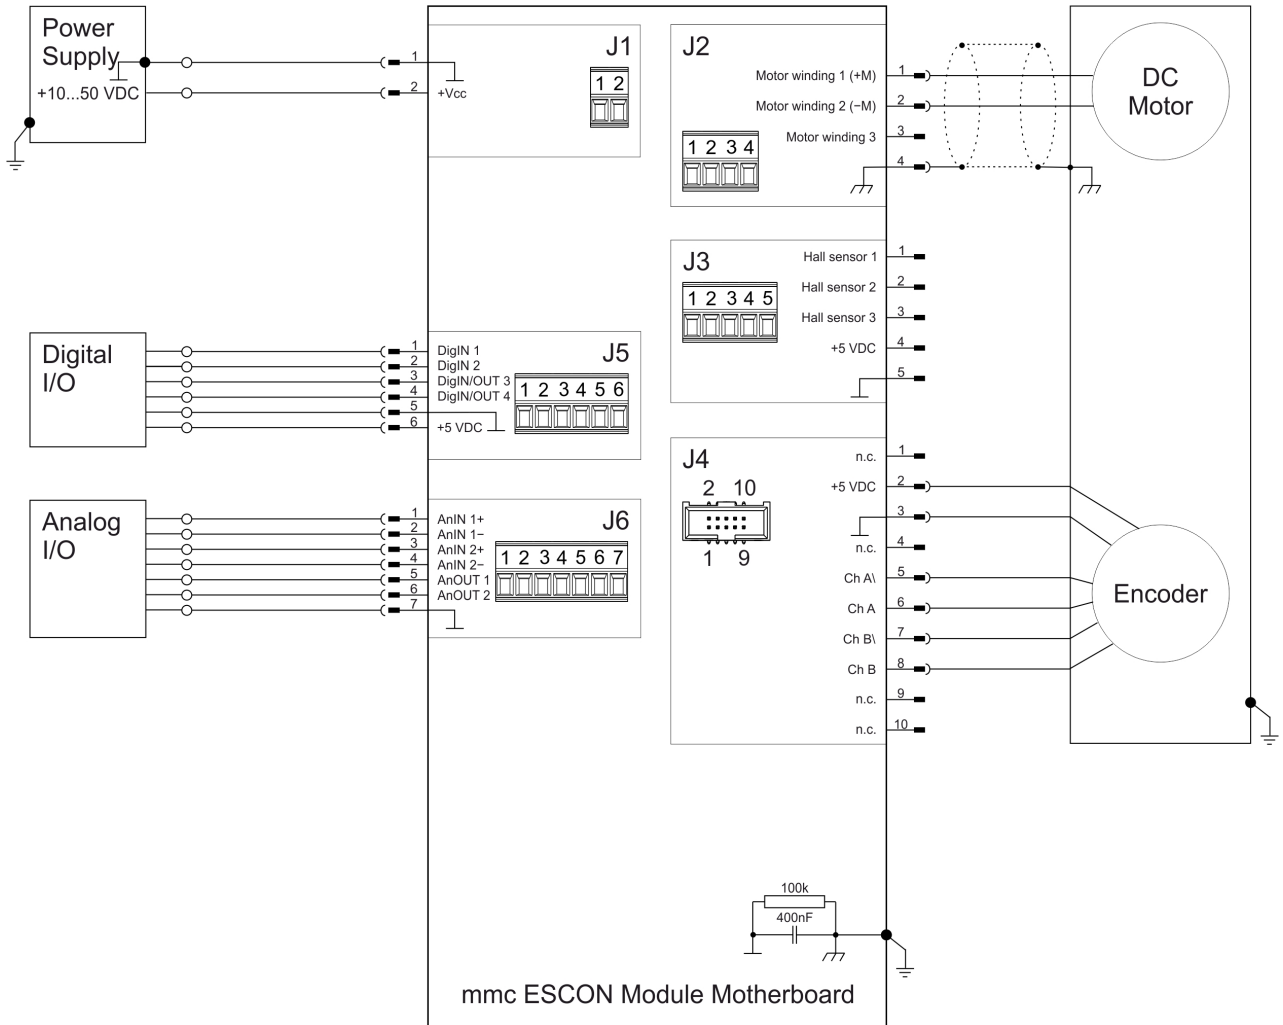 Power
Supply
+10...50 VDC
1
2
+Vcc
J1
1 2
J2
Motor winding 1 (+M)
1
Motor winding 2 (−M)
2
Motor winding 3
3
4
1 2 3 4
DC
Motor
J3
Hall sensor 1
1
Hall sensor 2
2
Hall sensor 3
3
+5 VDC
4
5
1 2 3 4 5
Digital
I/O
1
DigIN 1
2
DigIN 2
3
DigIN/OUT 3
4
DigIN/OUT 4
5
6
+5 VDC
J5
1 2 3 4 5 6
J4
2 10
1 9
n.c.
1
+5 VDC
2
3
n.c.
4
Ch A\
5
Ch A
6
Ch B\
7
Ch B
8
n.c.
9
n.c.
10
Encoder
Analog
I/O
1
AnIN 1+
2
AnIN 1−
3
AnIN 2+
4
AnIN 2−
5
AnOUT 1
6
AnOUT 2
7
J6
1 2 3 4 5 6 7
100k
400nF
mmc ESCON Module Motherboard